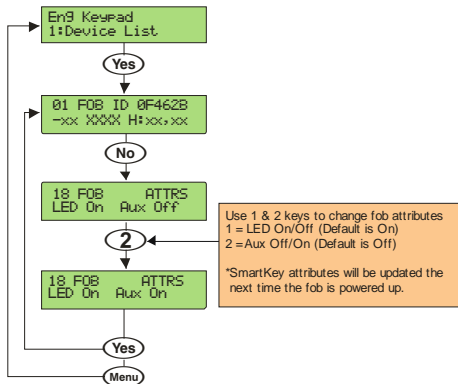 Eng Keypad
1:Device List
Yes
01 FOB ID 0F462B
-xx XXXX H:xx,xx
No
18 FOB ATTRS
LED On Aux Off
2
Use 1 & 2 keys to change fob attributes
1 = LED On/Off (Default is On)
2 =Aux Off/On (Default is Off)
*SmartKey attributes will be updated the
next time the fob is powered up.
18 FOB ATTRS
LED On Aux On
Yes
Menu